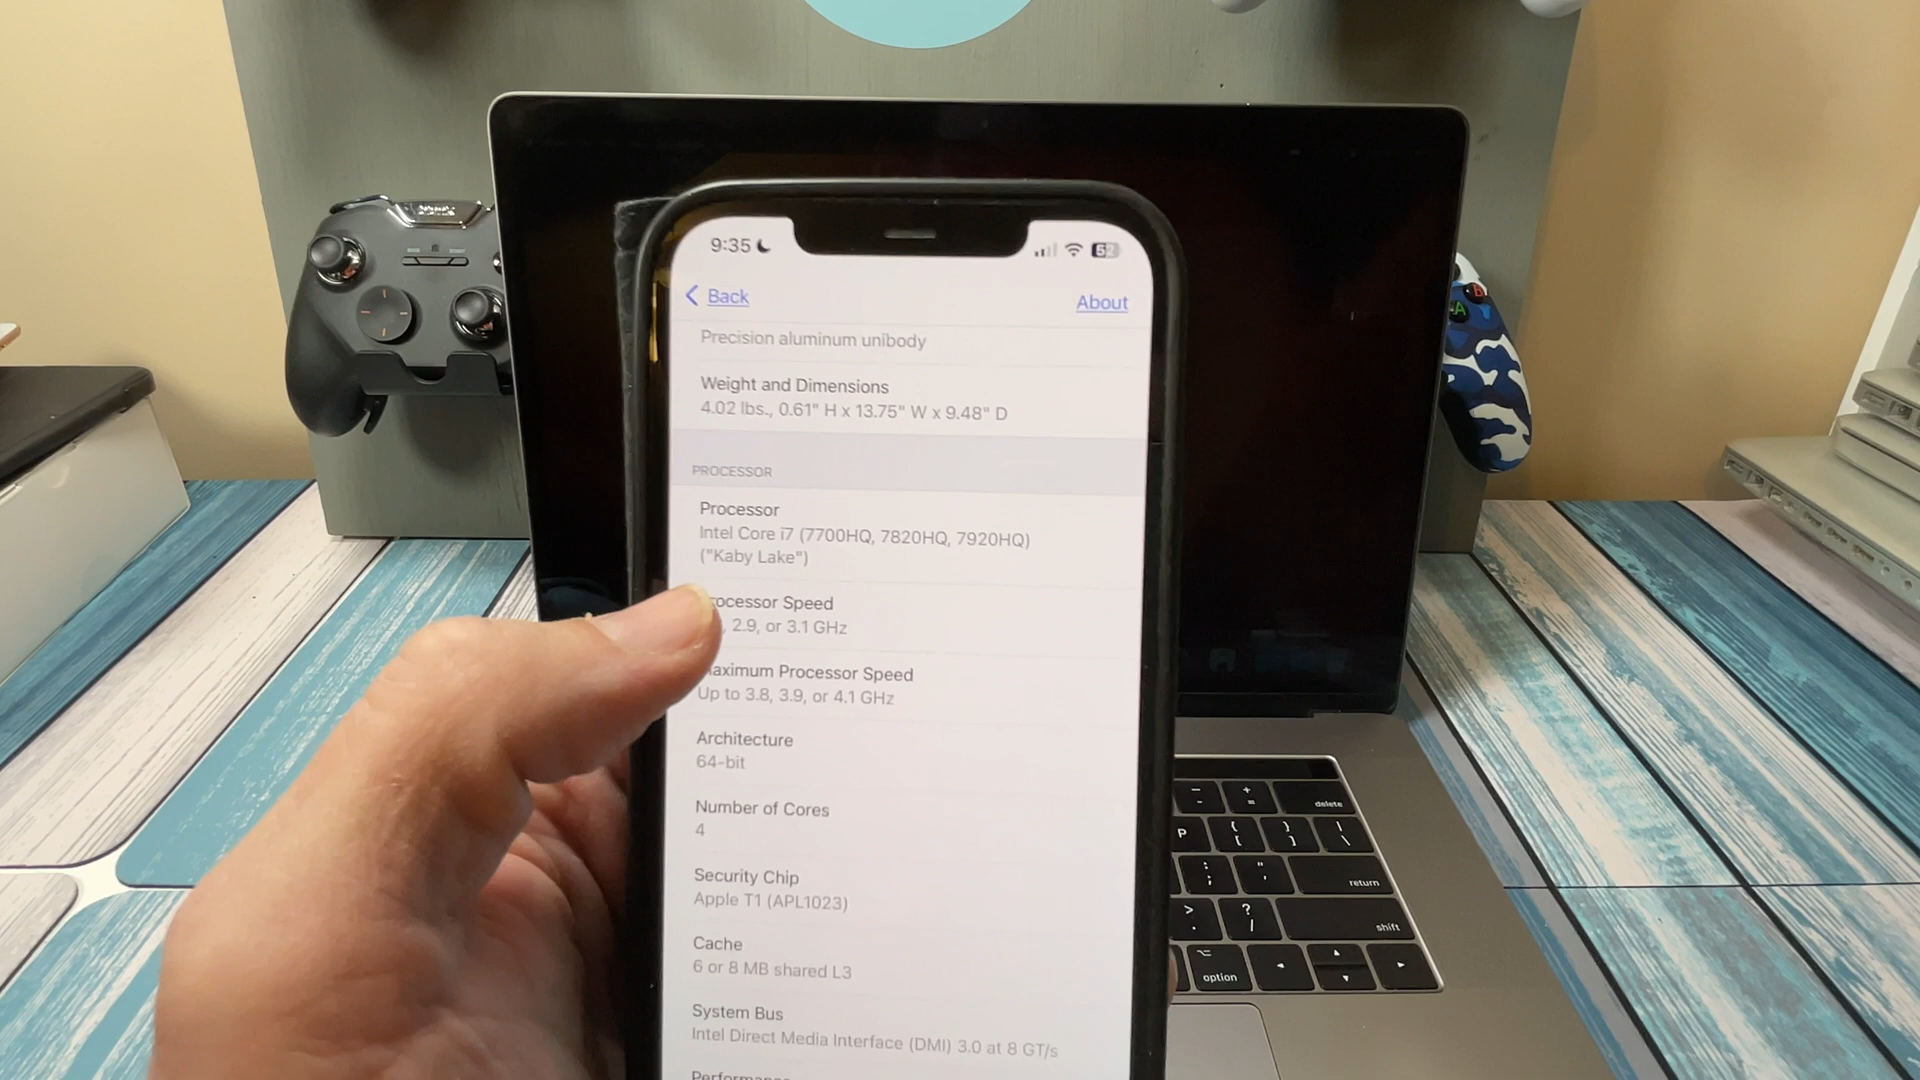 9:35
52
Back
About
Precision aluminum unibody
Weight and Dimensions
4.02 lbs., 0.61" H x 13.75" W x 9.48" D
PROCESSOR
Processor
Intel Core i7 (7700HQ, 7820HQ, 7920HQ)
("Kaby Lake")
rocessor Speed
, 2.9, or 3.1 GHz
aximum Processor Speed
Up to 3.8, 3.9, or 4.1 GHz
Architecture
64-bit
Number of Cores
4
Security Chip
Apple T1 (APL1023)
Cache
6 or 8 MB shared L3
System Bus
Intel Direct Media Interface (DMI) 3.0 at 8 GT/s
B
A
- _
+ =
delete
P
{ [
} ]
| \
: ;
" '
return
> .
? /
shift
option